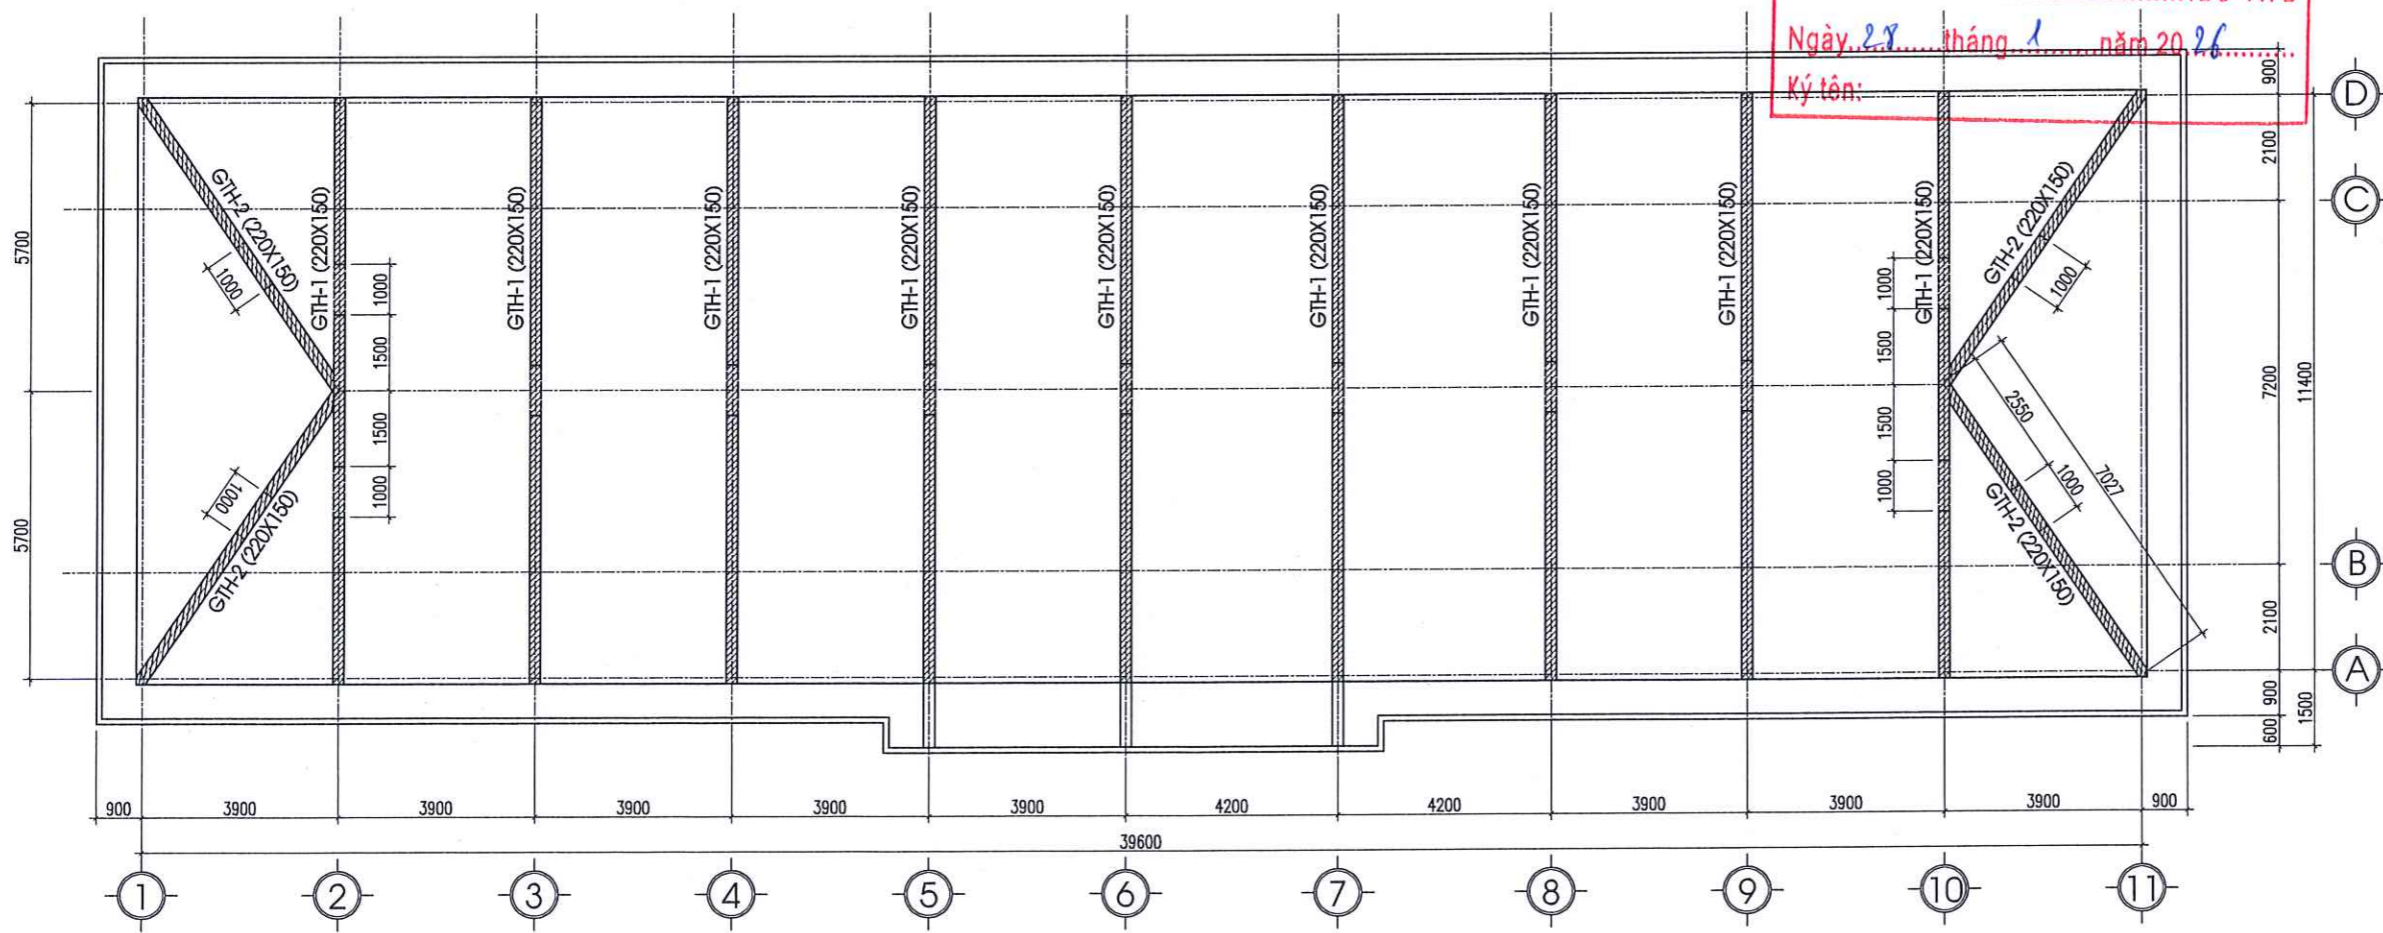 Ngày 28 tháng 1 năm 2026
Ký tên:
900
D
2100
C
7200
11400
B
2100
A
900
600
1500
5700
5700
GTH-2 (220X150)
1000
GTH-1 (220X150)
1000
1500
1500
1000
GTH-2 (220X150)
1000
GTH-1 (220X150)
GTH-1 (220X150)
GTH-1 (220X150)
GTH-1 (220X150)
GTH-1 (220X150)
GTH-1 (220X150)
GTH-1 (220X150)
GTH-1 (220X150)
1000
1500
1500
1000
GTH-2 (220X150)
1000
2550
1000
7027
GTH-2 (220X150)
900 3900 3900 3900 3900 3900 4200 4200 3900 3900 3900 900
39600
1 2 3 4 5 6 7 8 9 10 11